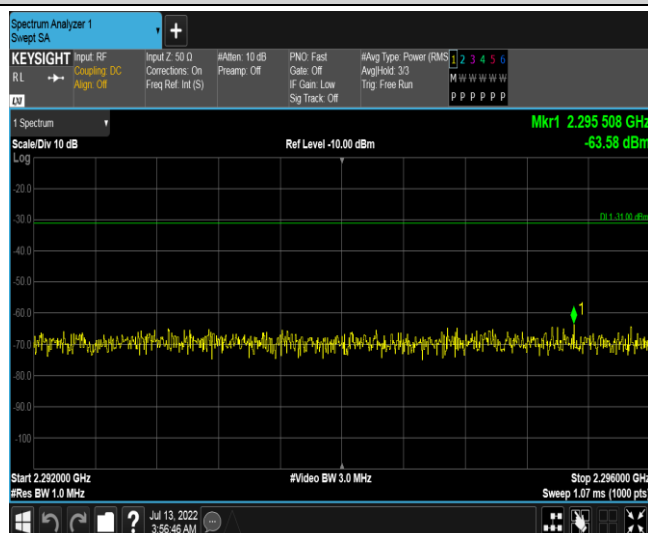 Spectrum Analyzer 1
Swept SA
KEYSIGHT
RL
LXI
Input: RF
Coupling: DC
Align: Off
Input Z: 50 Ω
Corrections: On
Freq Ref: Int (S)
#Atten: 10 dB
Preamp: Off
PNO: Fast
Gate: Off
IF Gain: Low
Sig Track: Off
#Avg Type: Power (RMS
Avg|Hold: 3/3
Trig: Free Run
1 2 3 4 5 6
M W W W W W
P P P P P P
1 Spectrum
Mkr1 2.295 508 GHz
Scale/Div 10 dB
Ref Level -10.00 dBm
-63.58 dBm
Log
-20.0
-30.0
DL1 -31.00 dBm
-40.0
-50.0
-60.0
1
-70.0
-80.0
-90.0
-100
Start 2.292000 GHz
#Video BW 3.0 MHz
Stop 2.296000 GHz
#Res BW 1.0 MHz
Sweep 1.07 ms (1000 pts)
?
Jul 13, 2022
3:56:46 AM